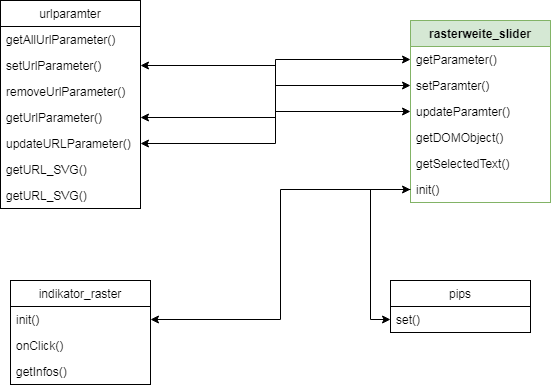 urlparamter
getAllUrlParameter()
setUrlParameter()
removeUrlParameter()
getUrlParameter()
updateURLParameter()
getURL_SVG()
getURL_SVG()
rasterweite_slider
getParameter()
setParamter()
updateParamter()
getDOMObject()
getSelectedText()
init()
indikator_raster
init()
onClick()
getInfos()
pips
set()